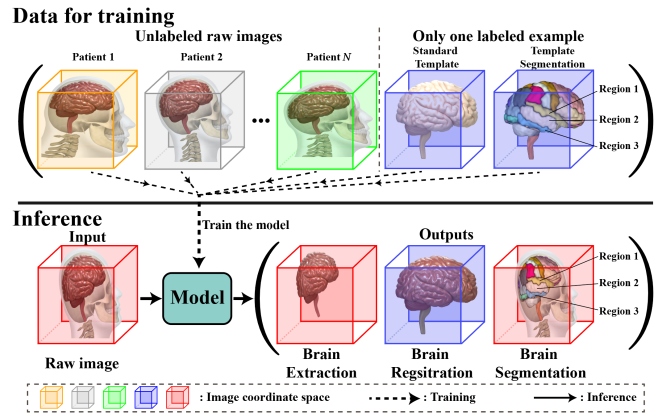 Data for training
Unlabeled raw images
Only one labeled example
Patient 1
Patient 2
Patient N
Standard
Template
Template
Segmentation
Region 1
Region 2
Region 3
...
Train the model
Inference
Input
Outputs
Model
Region 1
Region 2
Region 3
Raw image
Brain
Extraction
Brain
Regsitration
Brain
Segmentation
: Image coordinate space
: Training
: Inference